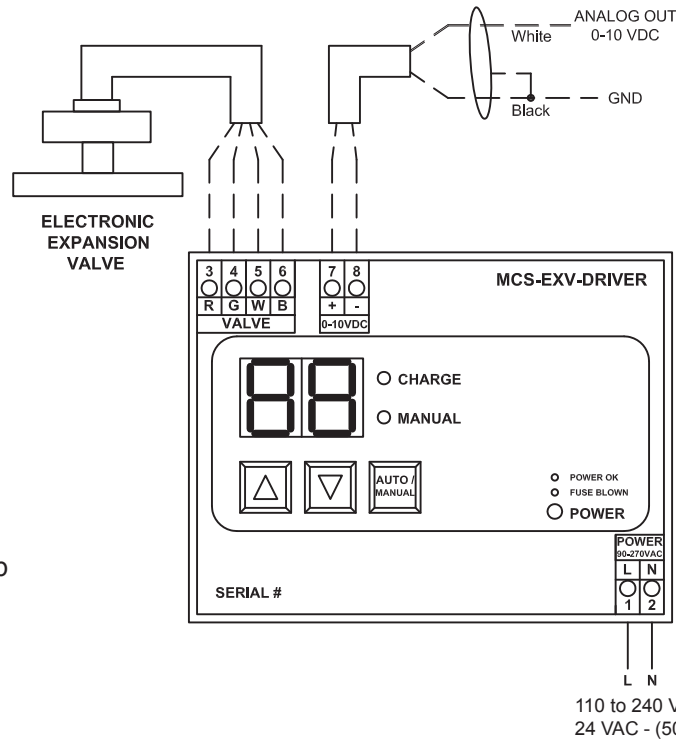 ANALOG OUT
0-10 VDC
White
Black
GND
ELECTRONIC
EXPANSION
VALVE
3 4 5 6
R G W B
VALVE
7 8
+ -
0-10VDC
MCS-EXV-DRIVER
88
CHARGE
MANUAL
AUTO /
MANUAL
POWER OK
FUSE BLOWN
POWER
POWER
90-270VAC
L N
1 2
SERIAL #
L N
110 to 240 V
24 VAC - (50